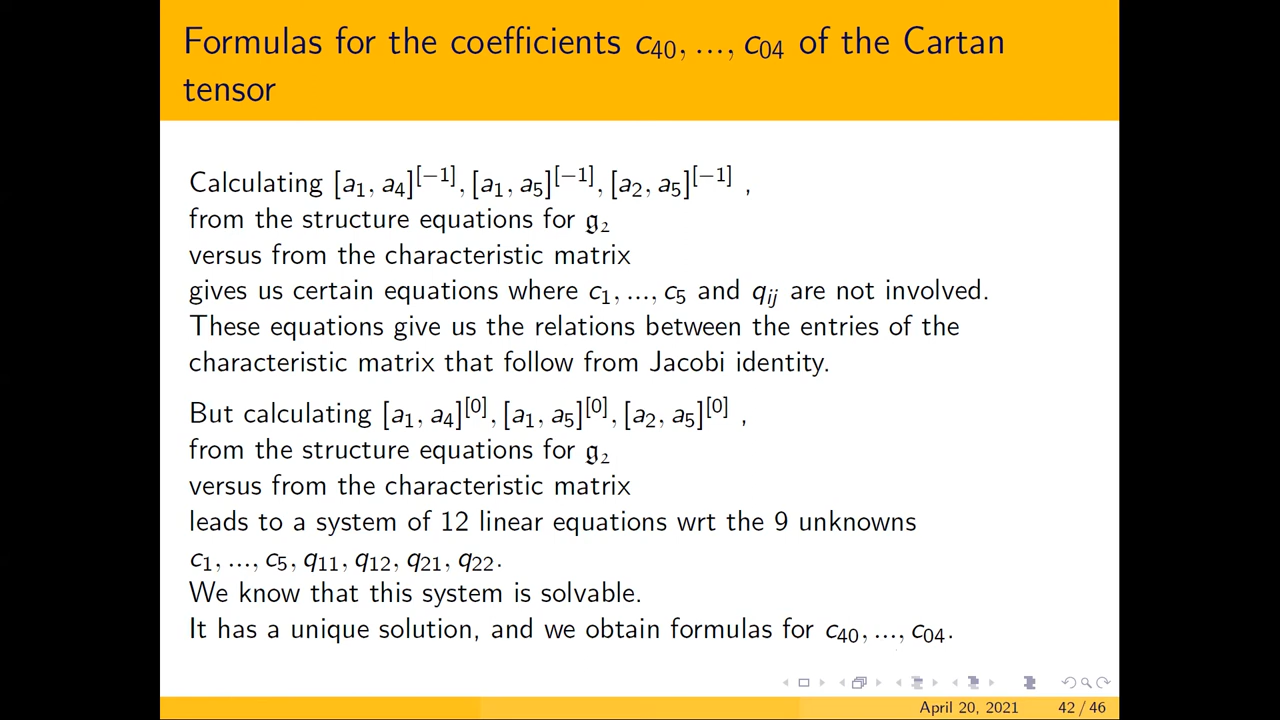 Formulas for the coefficients c₄₀, ..., c₀₄ of the Cartan
tensor
Calculating [a₁, a₄]^[−1], [a₁, a₅]^[−1], [a₂, a₅]^[−1] ,
from the structure equations for 𝔤₂
versus from the characteristic matrix
gives us certain equations where c₁, ..., c₅ and qᵢⱼ are not involved.
These equations give us the relations between the entries of the
characteristic matrix that follow from Jacobi identity.
But calculating [a₁, a₄]^[0], [a₁, a₅]^[0], [a₂, a₅]^[0] ,
from the structure equations for 𝔤₂
versus from the characteristic matrix
leads to a system of 12 linear equations wrt the 9 unknowns
c₁, ..., c₅, q₁₁, q₁₂, q₂₁, q₂₂.
We know that this system is solvable.
It has a unique solution, and we obtain formulas for c₄₀, ..., c₀₄.
April 20, 2021 42 / 46